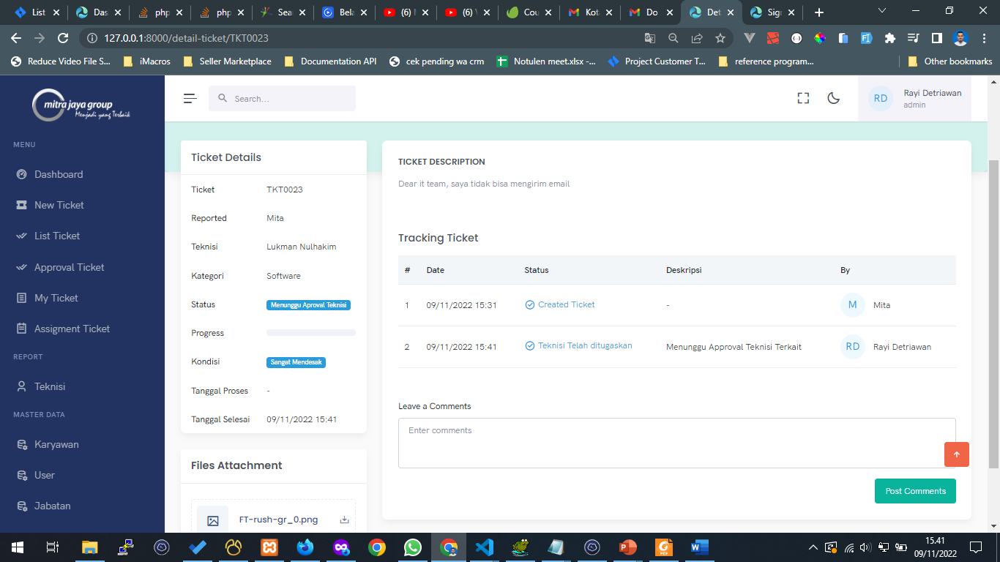 List
Das
php
php
Sea
Bela
(6) M
(6) V
Cou
Kota
Do
Det
Sig
127.0.0.1:8000/detail-ticket/TKT0023
Reduce Video File S...
iMacros
Seller Marketplace
Documentation API
cek pending wa crm
Notulen meet.xlsx -...
Project Customer T...
reference program...
Other bookmarks
mitra jaya group
Menjadi yang Terbaik
Search...
RD
Rayi Detriawan
admin
MENU
Dashboard
New Ticket
List Ticket
Approval Ticket
My Ticket
Assigment Ticket
REPORT
Teknisi
MASTER DATA
Karyawan
User
Jabatan
Ticket Details
Ticket TKT0023
Reported Mita
Teknisi Lukman Nulhakim
Kategori Software
Status Menunggu Aproval Teknisi
Progress
Kondisi Sangat Mendesak
Tanggal Proses -
Tanggal Selesai 09/11/2022 15:41
Files Attachment
FT-rush-gr_0.png
TICKET DESCRIPTION
Dear it team, saya tidak bisa mengirim email
Tracking Ticket
# Date Status Deskripsi By
1 09/11/2022 15:31 Created Ticket - M Mita
2 09/11/2022 15:41 Teknisi Telah ditugaskan Menunggu Approval Teknisi Terkait RD Rayi Detriawan
Leave a Comments
Enter comments
Post Comments
15.41
09/11/2022